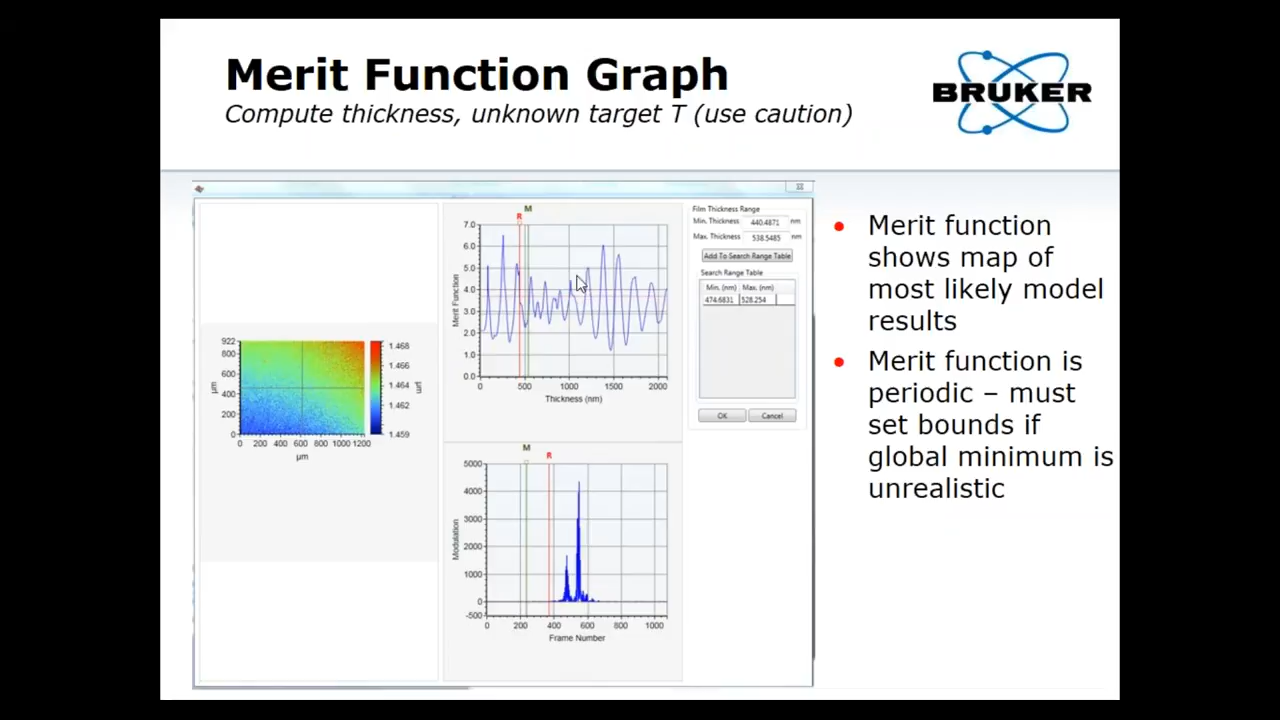 Merit Function Graph
Compute thickness, unknown target T (use caution)
BRUKER
922
800
600
400
200
0
µm
0 200 400 600 800 1000 1200
µm
1.468
1.466
1.464
1.462
1.459
µm
M
R
7.0
6.0
5.0
4.0
3.0
2.0
1.0
0.0
Merit Function
0 500 1000 1500 2000
Thickness (nm)
M
R
5000
4000
3000
2000
1000
0
-500
Modulation
0 200 400 600 800 1000
Frame Number
Film Thickness Range
Min. Thickness 440.4871 nm
Max. Thickness 538.5485 nm
Add To Search Range Table
Search Range Table
Min. (nm) Max. (nm)
474.6831 528.254
OK Cancel
Merit function
shows map of
most likely model
results
Merit function is
periodic – must
set bounds if
global minimum is
unrealistic